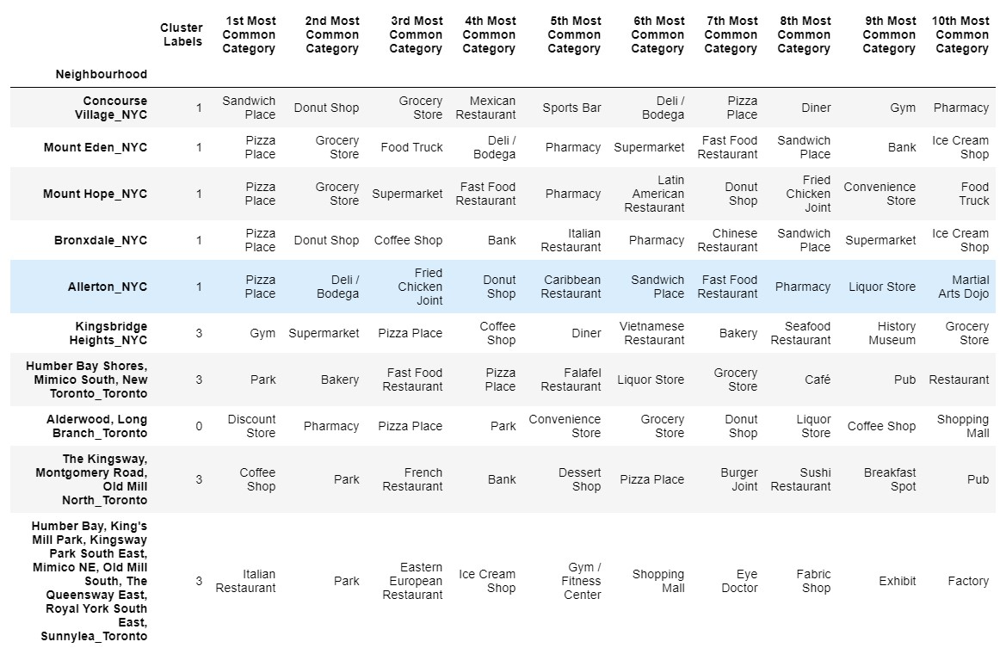 Cluster Labels 1st Most Common Category 2nd Most Common Category 3rd Most Common Category 4th Most Common Category 5th Most Common Category 6th Most Common Category 7th Most Common Category 8th Most Common Category 9th Most Common Category 10th Most Common Category
Neighbourhood
Concourse Village_NYC 1 Sandwich Place Donut Shop Grocery Store Mexican Restaurant Sports Bar Deli / Bodega Pizza Place Diner Gym Pharmacy
Mount Eden_NYC 1 Pizza Place Grocery Store Food Truck Deli / Bodega Pharmacy Supermarket Fast Food Restaurant Sandwich Place Bank Ice Cream Shop
Mount Hope_NYC 1 Pizza Place Grocery Store Supermarket Fast Food Restaurant Pharmacy Latin American Restaurant Donut Shop Fried Chicken Joint Convenience Store Food Truck
Bronxdale_NYC 1 Pizza Place Donut Shop Coffee Shop Bank Italian Restaurant Pharmacy Chinese Restaurant Sandwich Place Supermarket Ice Cream Shop
Allerton_NYC 1 Pizza Place Deli / Bodega Fried Chicken Joint Donut Shop Caribbean Restaurant Sandwich Place Fast Food Restaurant Pharmacy Liquor Store Martial Arts Dojo
Kingsbridge Heights_NYC 3 Gym Supermarket Pizza Place Coffee Shop Diner Vietnamese Restaurant Bakery Seafood Restaurant History Museum Grocery Store
Humber Bay Shores, Mimico South, New Toronto_Toronto 3 Park Bakery Fast Food Restaurant Pizza Place Falafel Restaurant Liquor Store Grocery Store Café Pub Restaurant
Alderwood, Long Branch_Toronto 0 Discount Store Pharmacy Pizza Place Park Convenience Store Grocery Store Donut Shop Liquor Store Coffee Shop Shopping Mall
The Kingsway, Montgomery Road, Old Mill North_Toronto 3 Coffee Shop Park French Restaurant Bank Dessert Shop Pizza Place Burger Joint Sushi Restaurant Breakfast Spot Pub
Humber Bay, King's Mill Park, Kingsway Park South East, Mimico NE, Old Mill South, The Queensway East, Royal York South East, Sunnylea_Toronto 3 Italian Restaurant Park Eastern European Restaurant Ice Cream Shop Gym / Fitness Center Shopping Mall Eye Doctor Fabric Shop Exhibit Factory